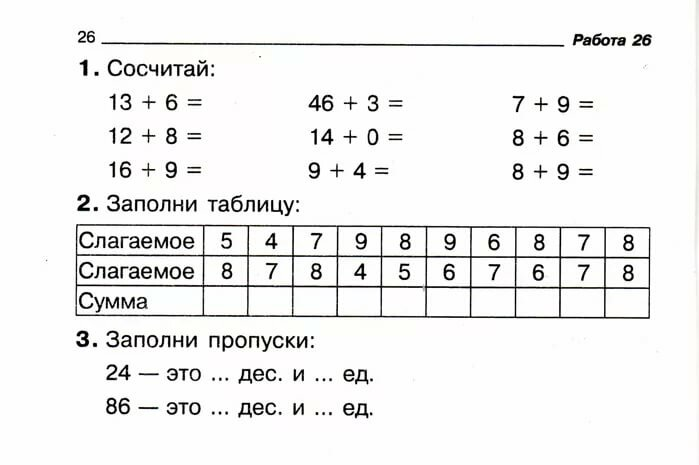 26 Работа 26
1. Сосчитай:
13 + 6 = 46 + 3 = 7 + 9 =
12 + 8 = 14 + 0 = 8 + 6 =
16 + 9 = 9 + 4 = 8 + 9 =
2. Заполни таблицу:
Слагаемое 5 4 7 9 8 9 6 8 7 8
Слагаемое 8 7 8 4 5 6 7 6 7 8
Сумма
3. Заполни пропуски:
24 — это ... дес. и ... ед.
86 — это ... дес. и ... ед.